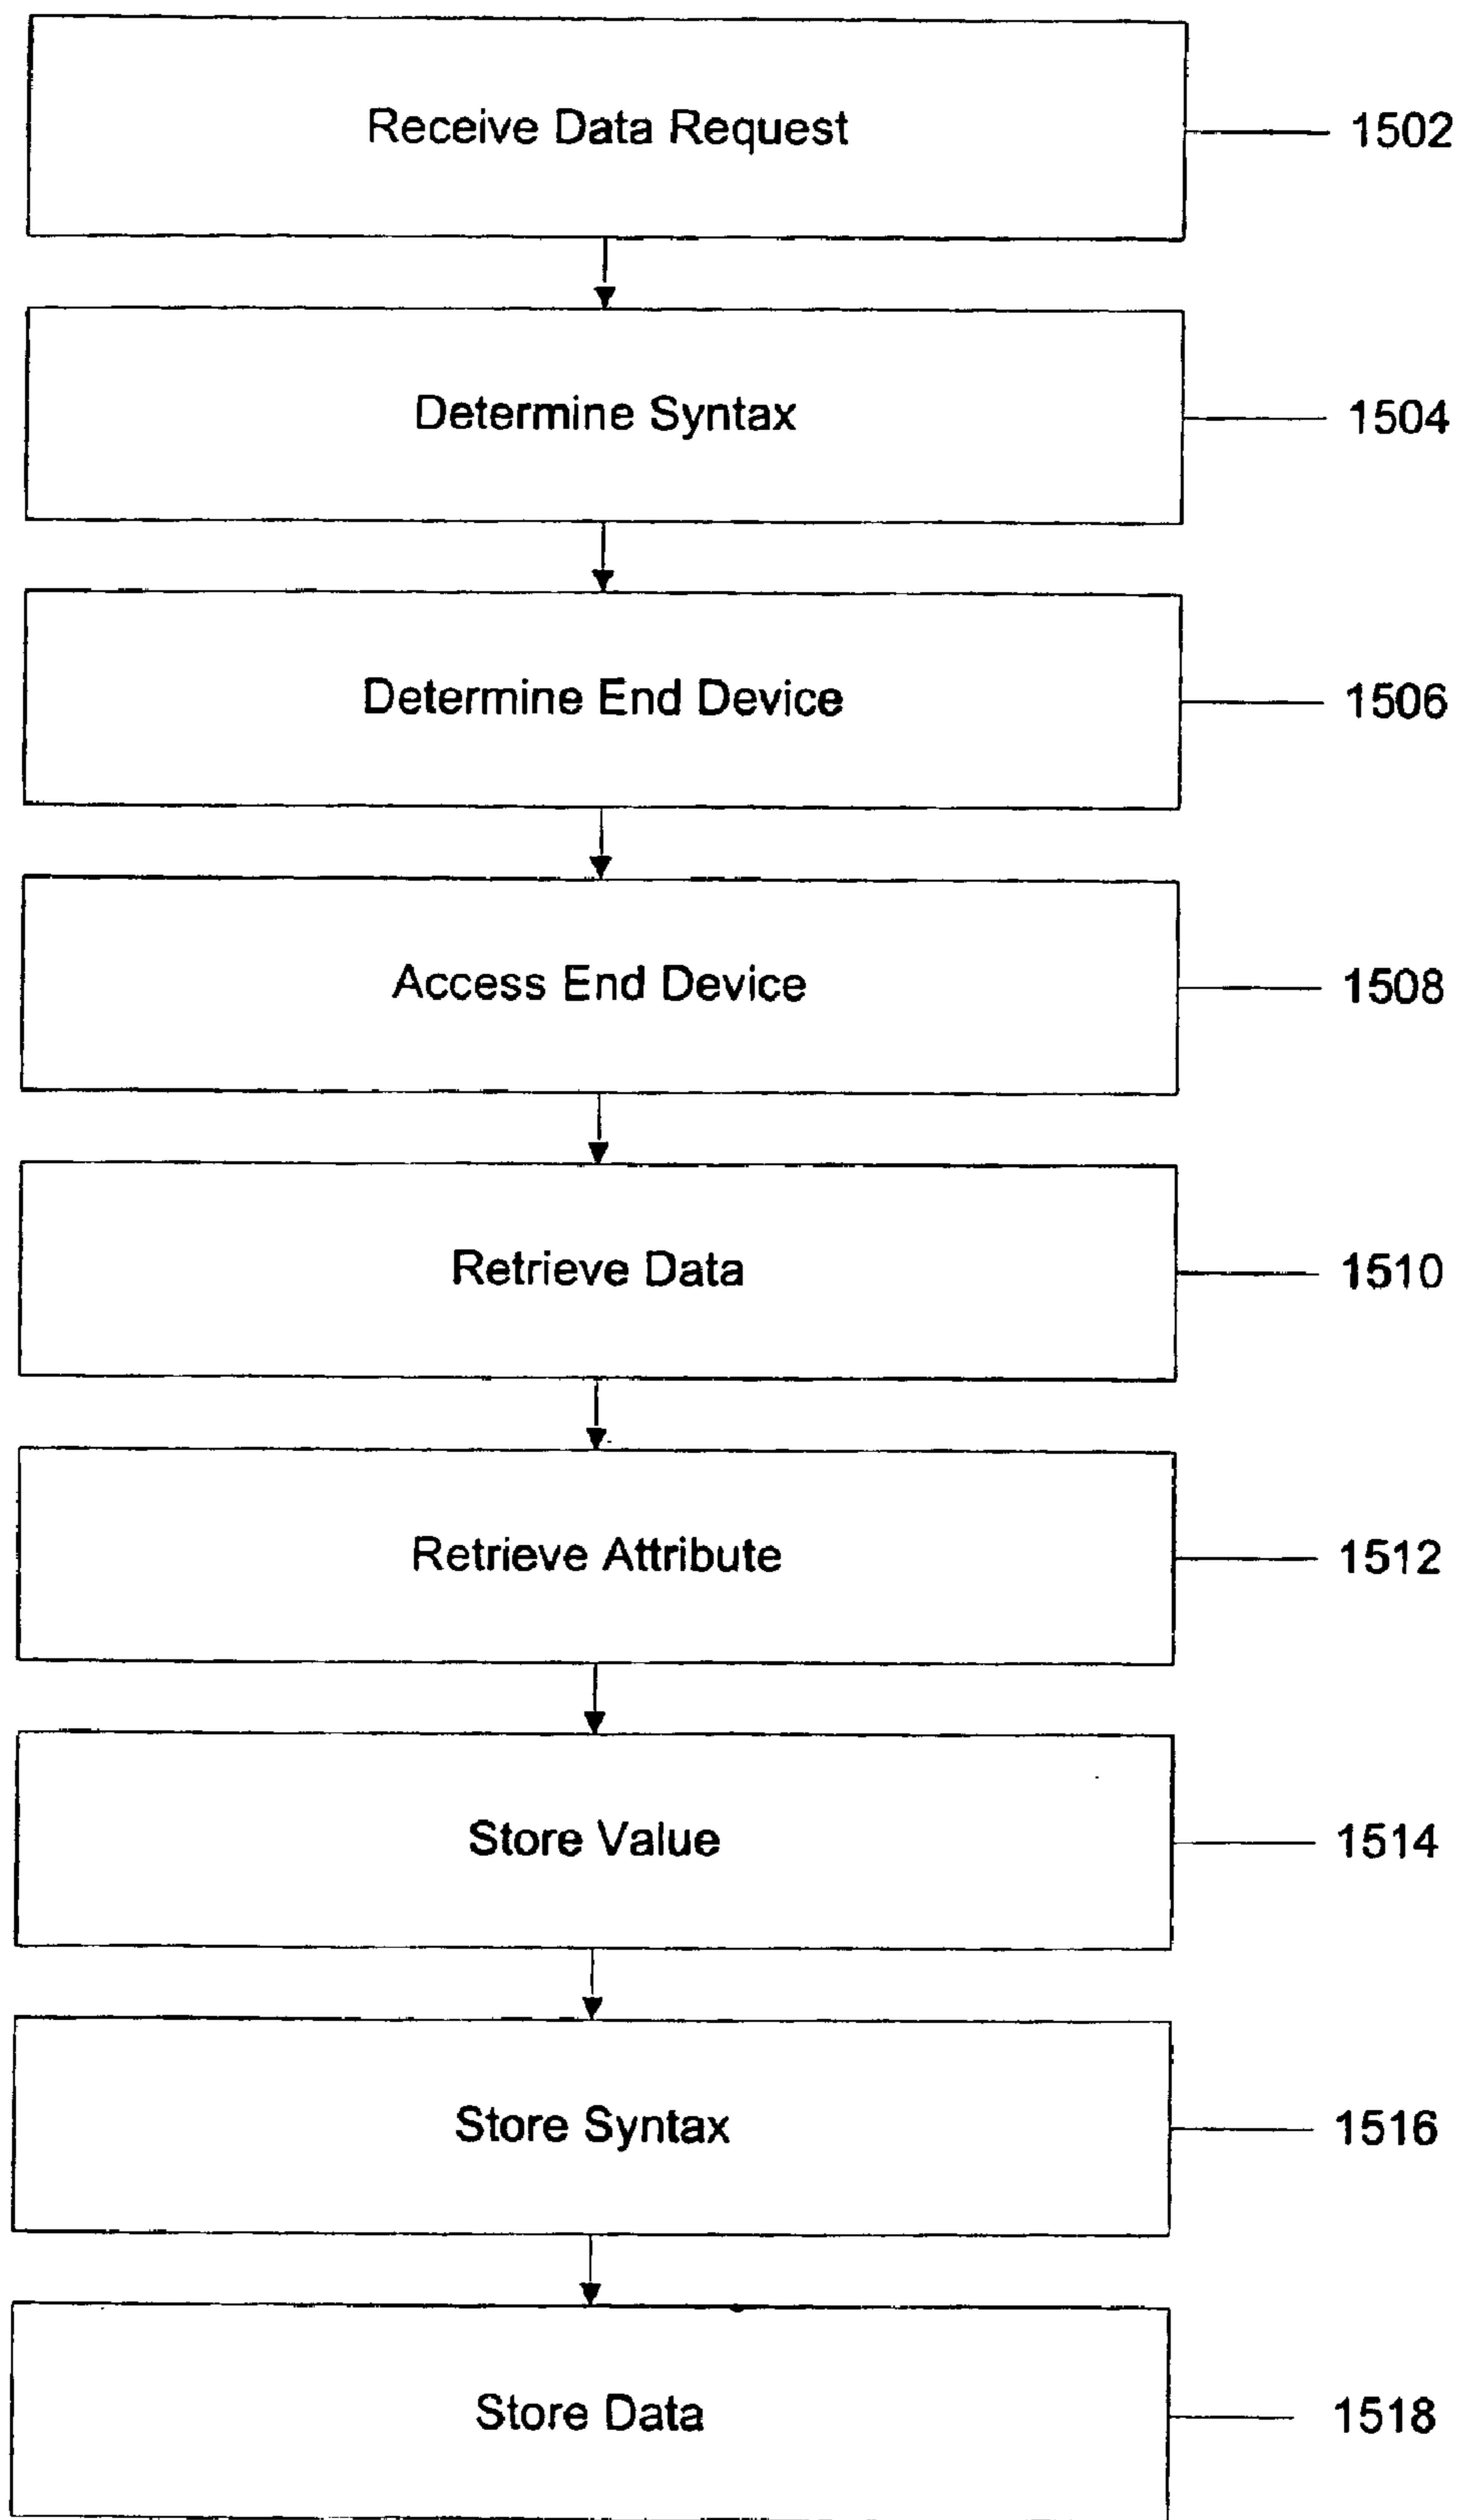 Receive Data Request 1502
Determine Syntax 1504
Determine End Device 1506
Access End Device 1508
Retrieve Data 1510
Retrieve Attribute 1512
Store Value 1514
Store Syntax 1516
Store Data 1518